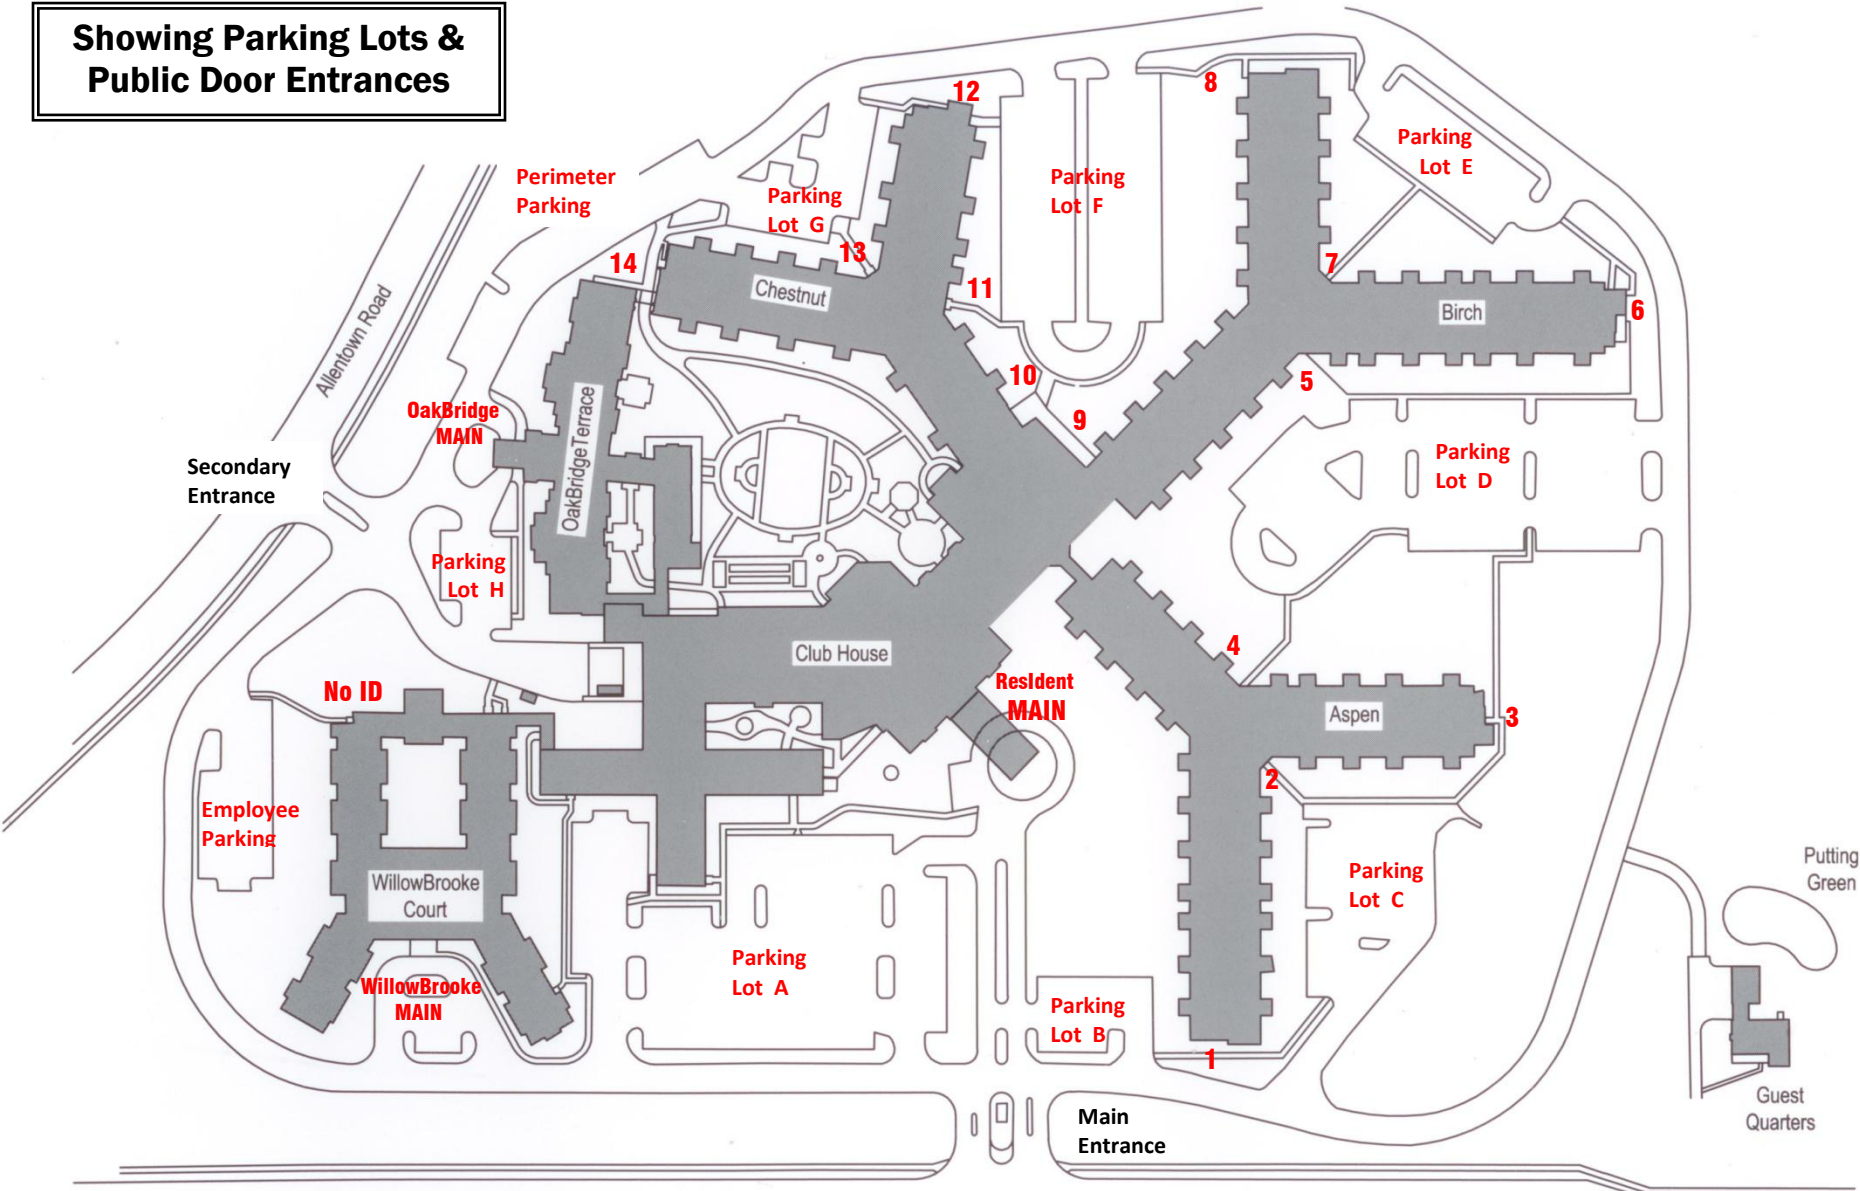 Showing Parking Lots &
Public Door Entrances
12
8
Parking
Lot E
Perimeter
Parking
Parking
Lot G
Parking
Lot F
13
14
7
11
Chestnut
Birch
6
Allentown Road
10
5
9
OakBridge
MAIN
OakBridgeTerrace
Secondary
Entrance
Parking
Lot D
Parking
Lot H
4
Club House
No ID
ResIdent
MAIN
Aspen
3
2
Employee
Parking
WillowBrooke
Court
Parking
Lot C
Putting
Green
Parking
Lot A
WillowBrooke
MAIN
Parking
Lot B
1
Main
Entrance
Guest
Quarters